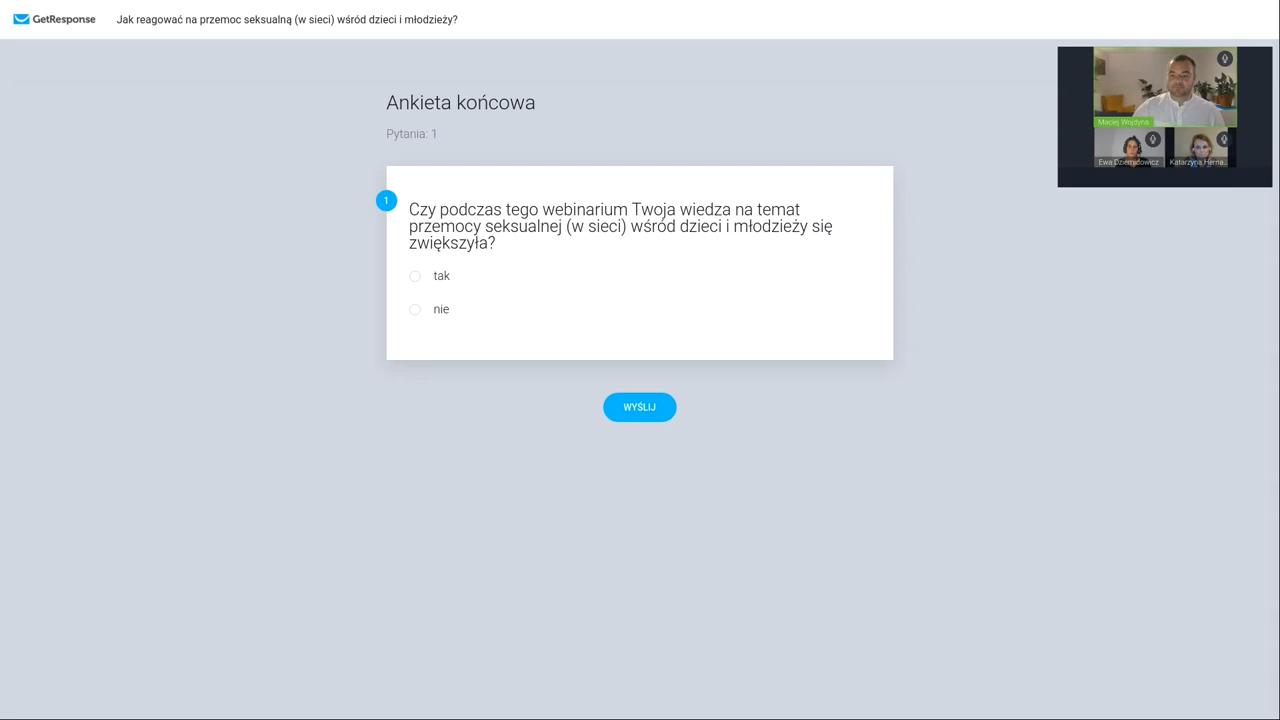 GetResponse Jak reagować na przemoc seksualną (w sieci) wśród dzieci i młodzieży?
Ankieta końcowa
Pytania: 1
1
Czy podczas tego webinarium Twoja wiedza na temat
przemocy seksualnej (w sieci) wśród dzieci i młodzieży się
zwiększyła?
tak
nie
WYŚLIJ
Maciej Wojdyna
Ewa Dziemidowicz
Katarzyna Herna...